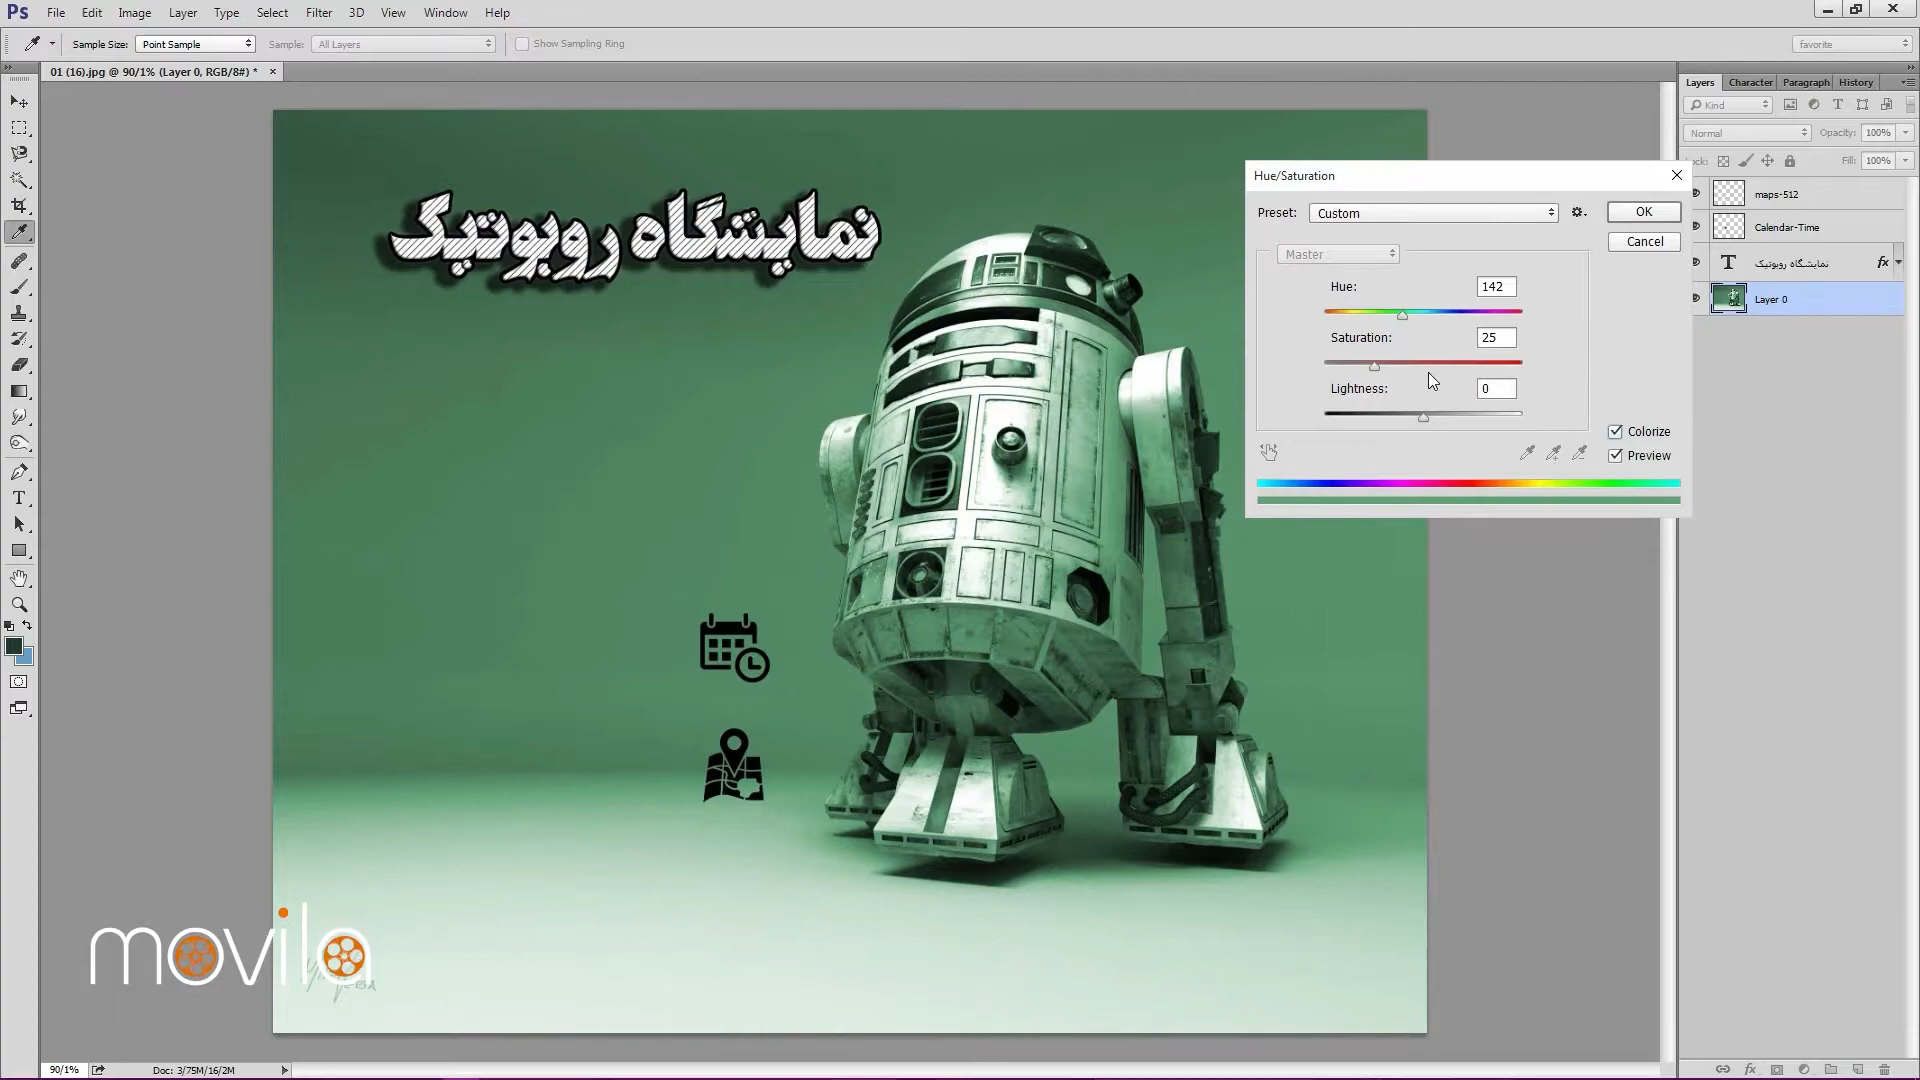 Ps File Edit Image Layer Type Select Filter 3D View Window Help
Sample Size: Point Sample Sample: All Layers Show Sampling Ring favorite
01 (16).jpg @ 90/1% (Layer 0, RGB/8#) *
Layers Character Paragraph History
Kind
Normal Opacity: 100%
Lock: Fill: 100%
maps-512
Calendar-Time
نمایشگاه روبوتیک fx
Layer 0
نمایشگاه روبوتیک
Hue/Saturation
Preset: Custom OK
Cancel
Master
Hue: 142
Saturation: 25
Lightness: 0
Colorize
Preview
movila
90/1% Doc: 3/75M/16/2M